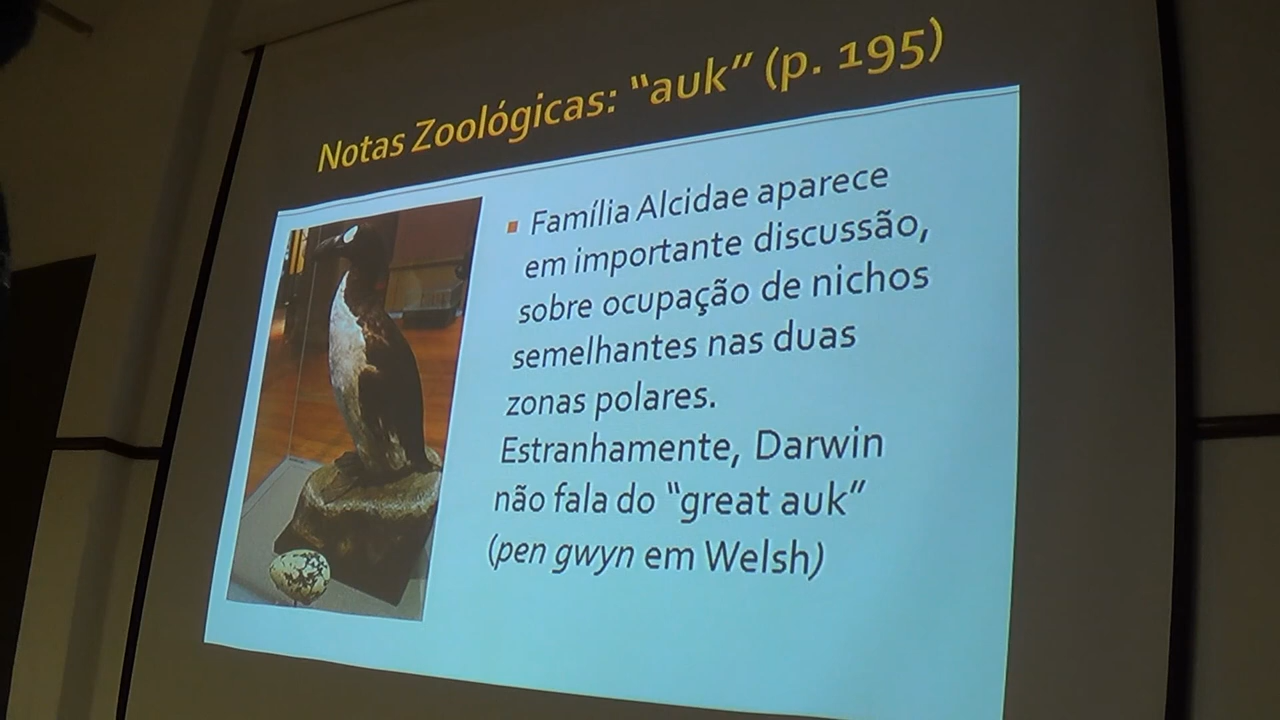 Notas Zoológicas: “auk” (p. 195)
Família Alcidae aparece
em importante discussão,
sobre ocupação de nichos
semelhantes nas duas
zonas polares.
Estranhamente, Darwin
não fala do “great auk”
(pen gwyn em Welsh)